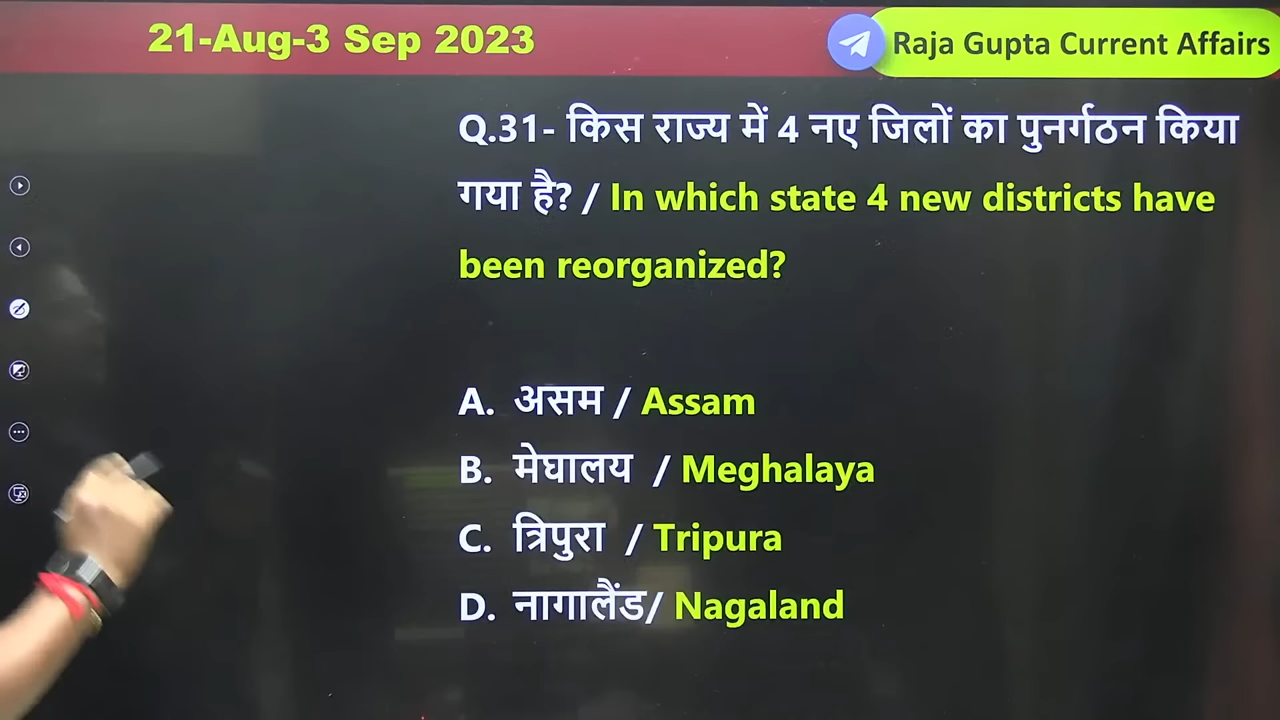 21-Aug-3 Sep 2023
Raja Gupta Current Affairs
Q.31- किस राज्य में 4 नए जिलों का पुनर्गठन किया
गया है? / In which state 4 new districts have
been reorganized?
A. असम / Assam
B. मेघालय / Meghalaya
C. त्रिपुरा / Tripura
D. नागालैंड/ Nagaland